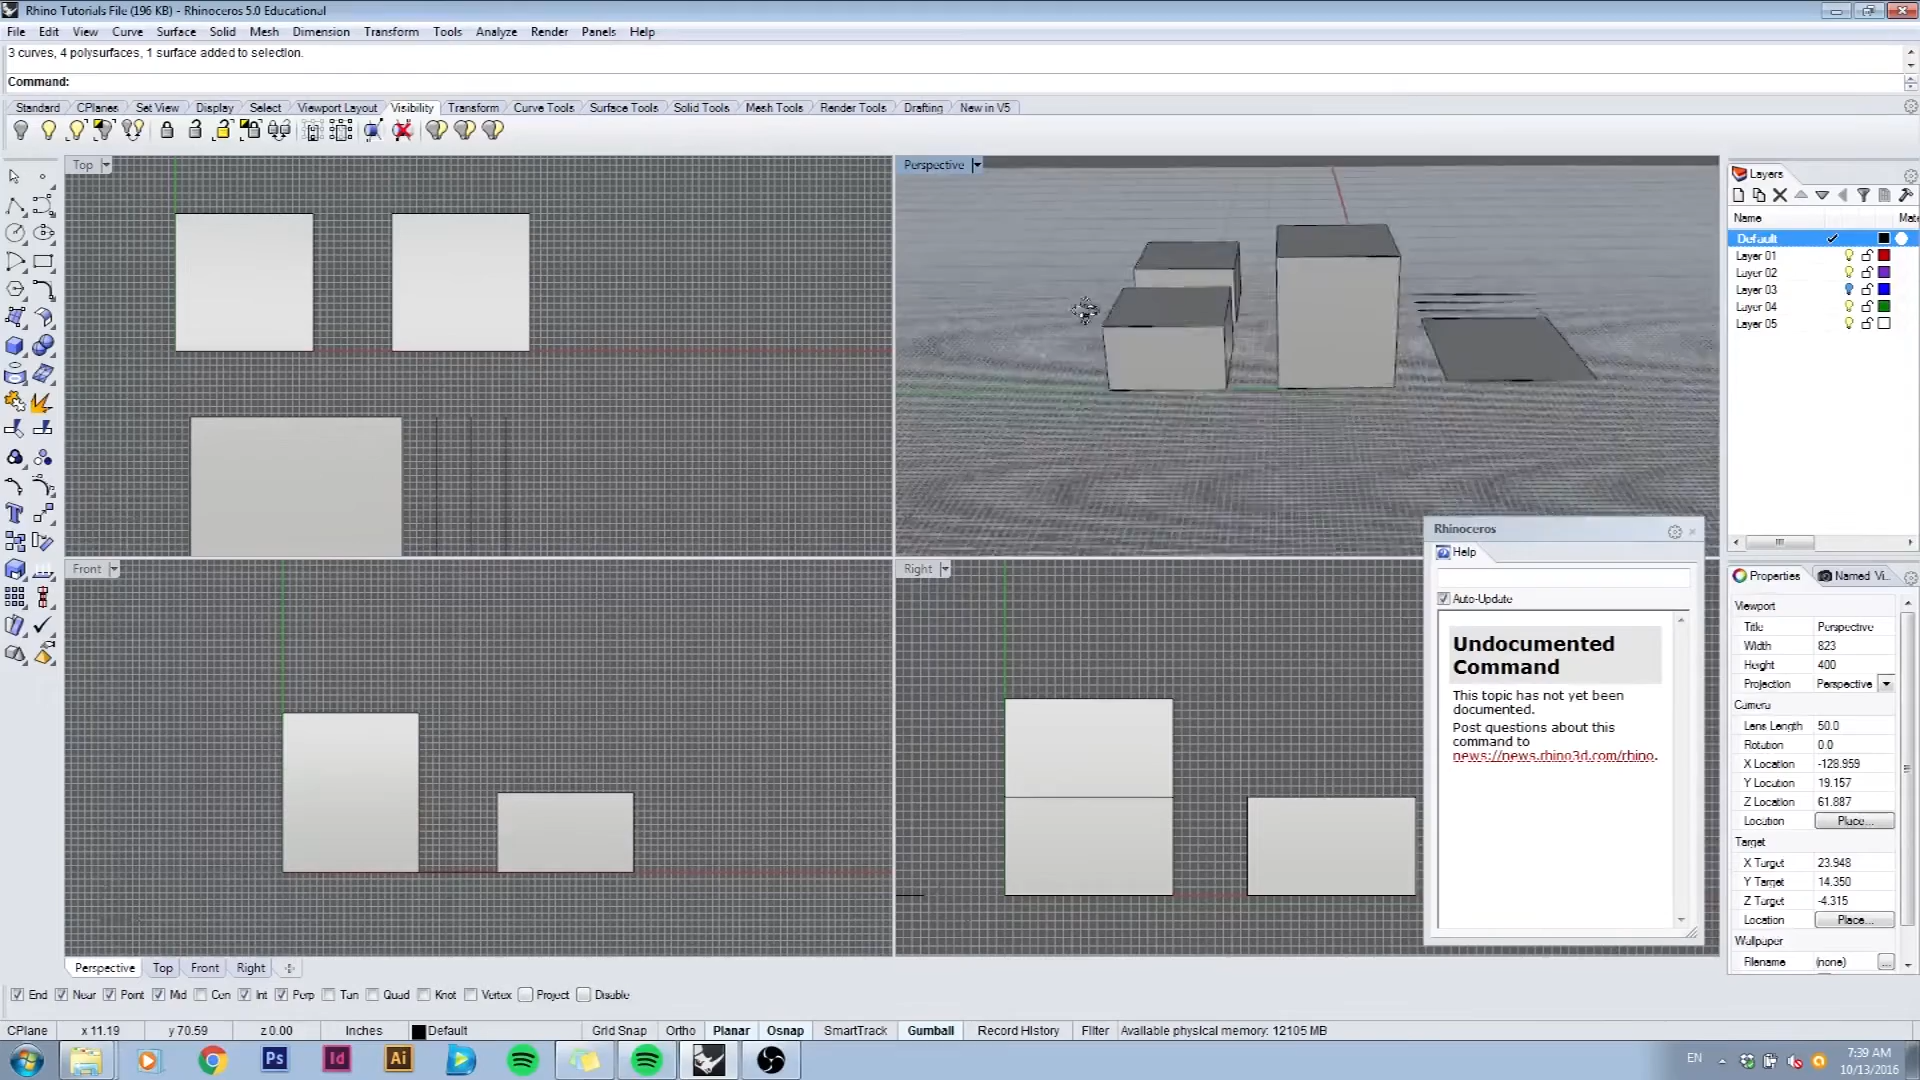 Rhino Tutorials File (196 KB) - Rhinoceros 5.0 Educational
File Edit View Curve Surface Solid Mesh Dimension Transform Tools Analyze Render Panels Help
3 curves, 4 polysurfaces, 1 surface added to selection.
Command:
Standard CPlanes Set View Display Select Viewport Layout Visibility Transform Curve Tools Surface Tools Solid Tools Mesh Tools Render Tools Drafting New in V5
Top
Perspective
Layers
Name Mate
Default
Layer 01
Layer 02
Layer 03
Layer 04
Layer 05
Rhinoceros
Help
Auto-Update
Undocumented
Command
This topic has not yet been
documented.
Post questions about this
command to
news://news.rhino3d.com/rhino.
Front
Right
Properties Named Vi...
Viewport
Title Perspective
Width 823
Height 400
Projection Perspective
Camera
Lens Length 50.0
Rotation 0.0
X Location -128.959
Y Location 19.157
Z Location 61.887
Location Place...
Target
X Target 23.948
Y Target 14.350
Z Target -4.315
Location Place...
Wallpaper
Filename (none) ...
Perspective Top Front Right
End Near Point Mid Cen Int Perp Tan Quad Knot Vertex Project Disable
CPlane x 11.19 y 70.59 z 0.00 Inches Default Grid Snap Ortho Planar Osnap SmartTrack Gumball Record History Filter Available physical memory: 12105 MB
Ps Id Ai
EN
7:39 AM
10/13/2016